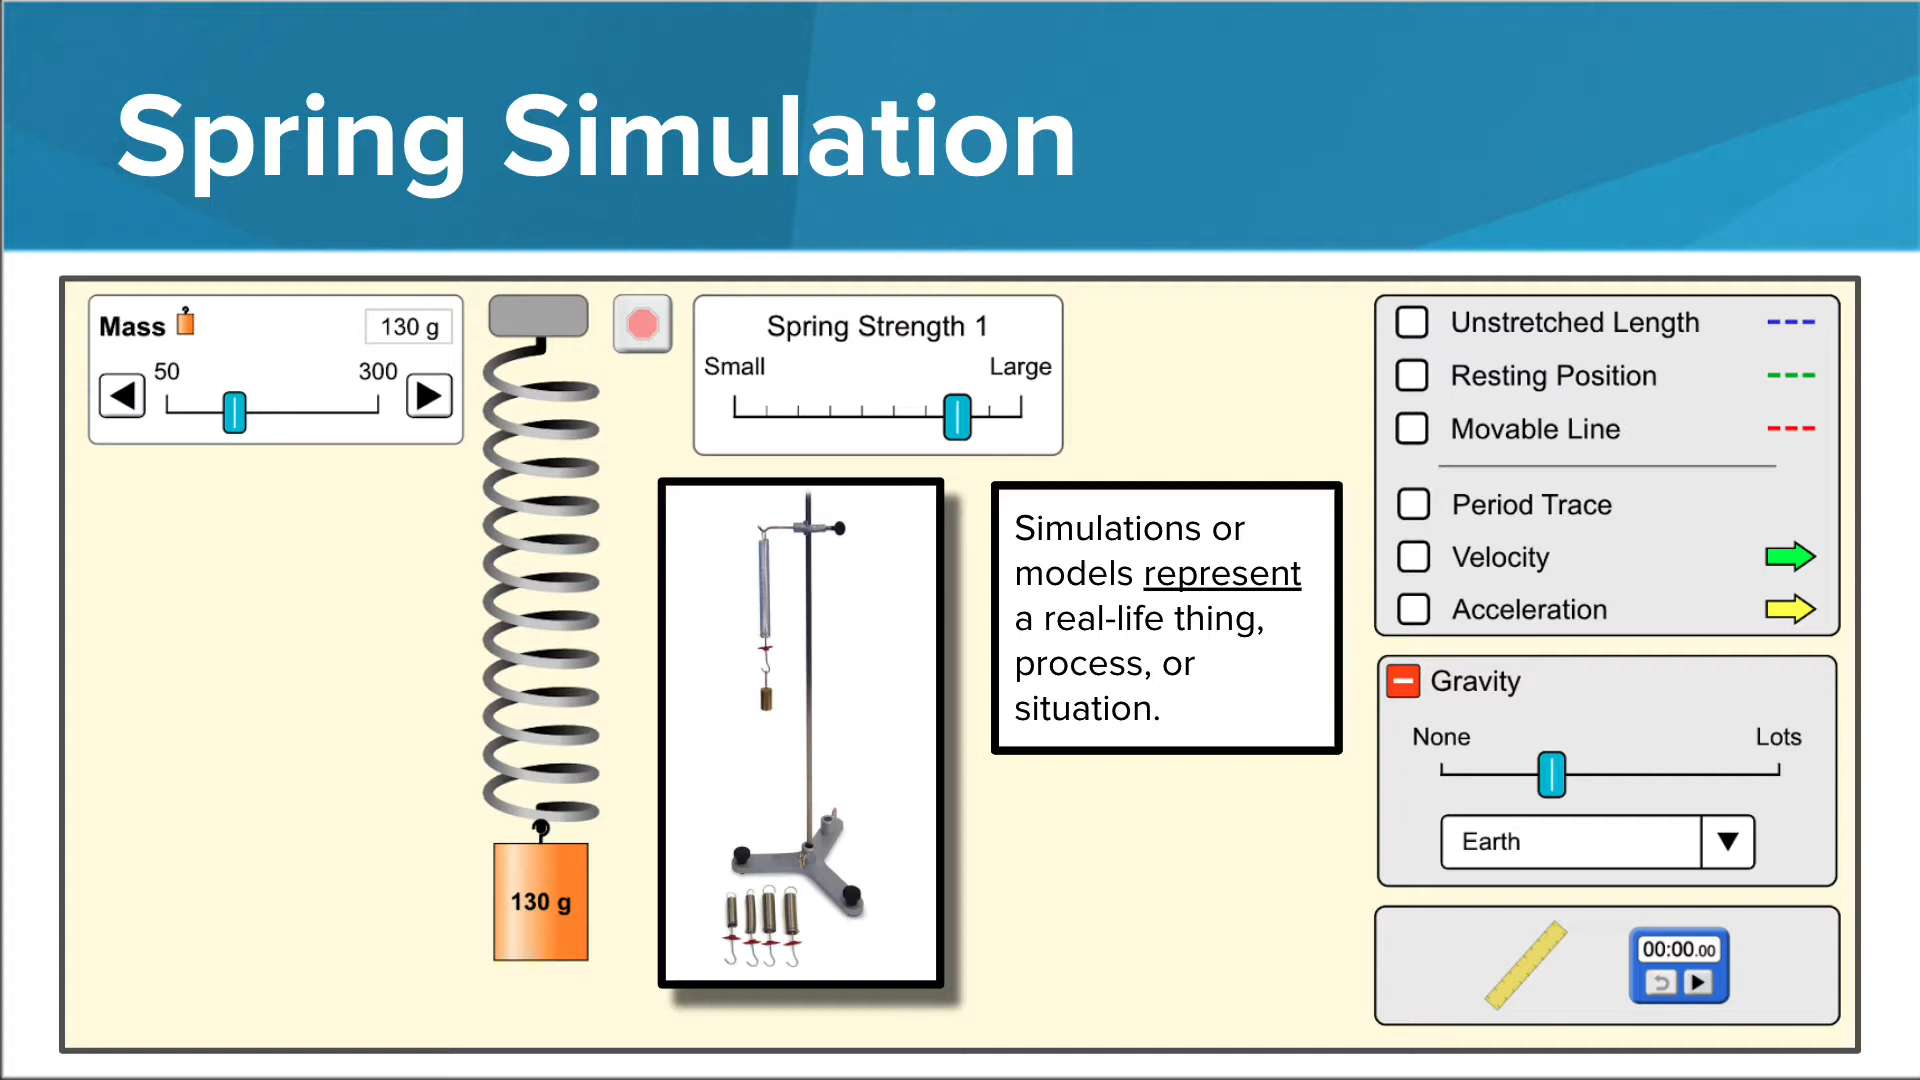 Spring Simulation
Mass
130 g
50
300
Spring Strength 1
Small
Large
130 g
Simulations or
models represent
a real-life thing,
process, or
situation.
Unstretched Length
Resting Position
Movable Line
Period Trace
Velocity
Acceleration
Gravity
None
Lots
Earth
00:00.00